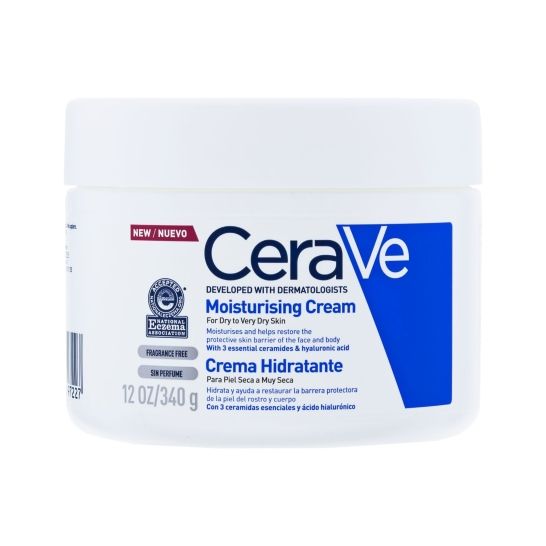 NEW / NUEVO
CeraVe
DEVELOPED WITH DERMATOLOGISTS
Moisturising Cream
For Dry to Very Dry Skin
Moisturises and helps restore the
protective skin barrier of the face and body
With 3 essential ceramides & hyaluronic acid
Crema Hidratante
Para Piel Seca a Muy Seca
Hidrata y ayuda a restaurar la barrera protectora
de la piel del rostro y cuerpo
Con 3 ceramidas esenciales y ácido hialurónico
ACCEPTED
NATIONAL
Eczema
ASSOCIATION
FRAGRANCE FREE
SIN PERFUME
12 OZ/340 g